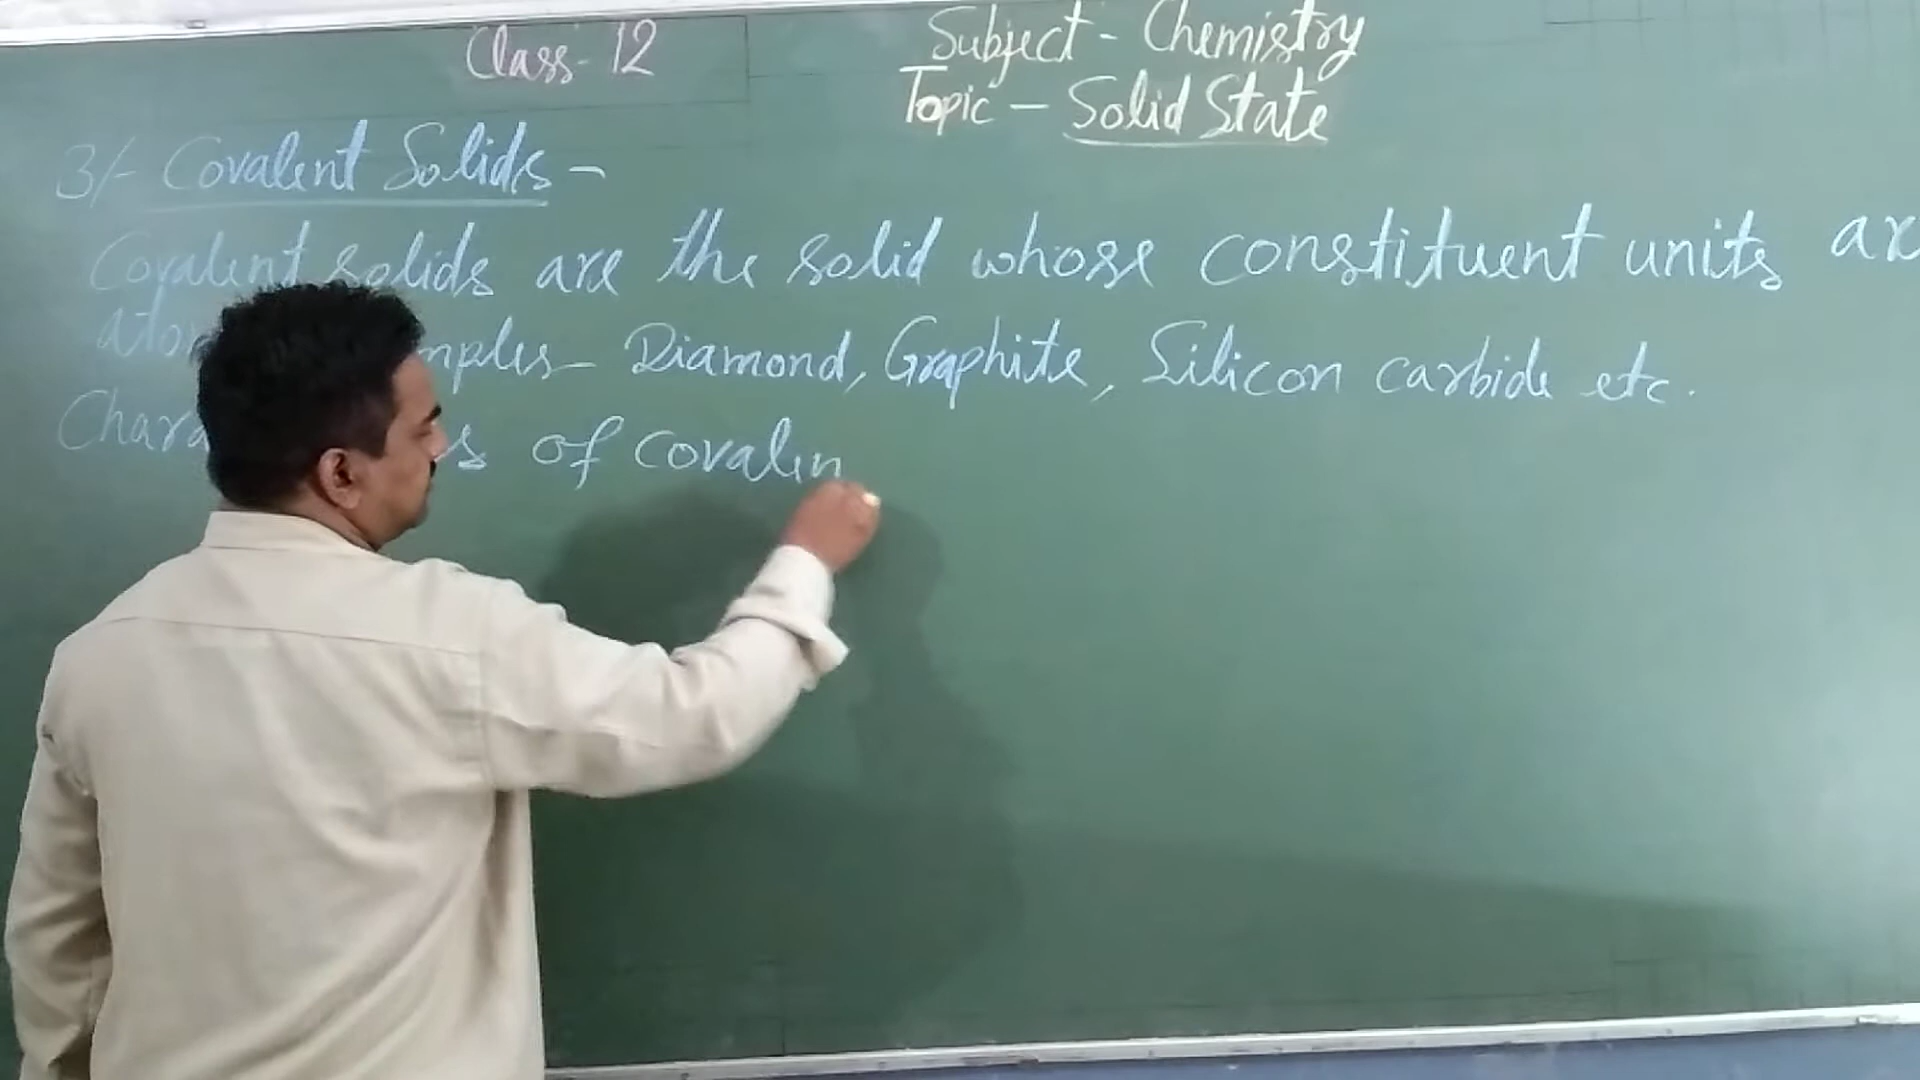 Class-12
Subject - Chemistry
Topic - Solid State
3/- Covalent Solids -
Covalent solids are the solid whose constituent units
Diamond, Graphite, Silicon carbide etc.
of covalen